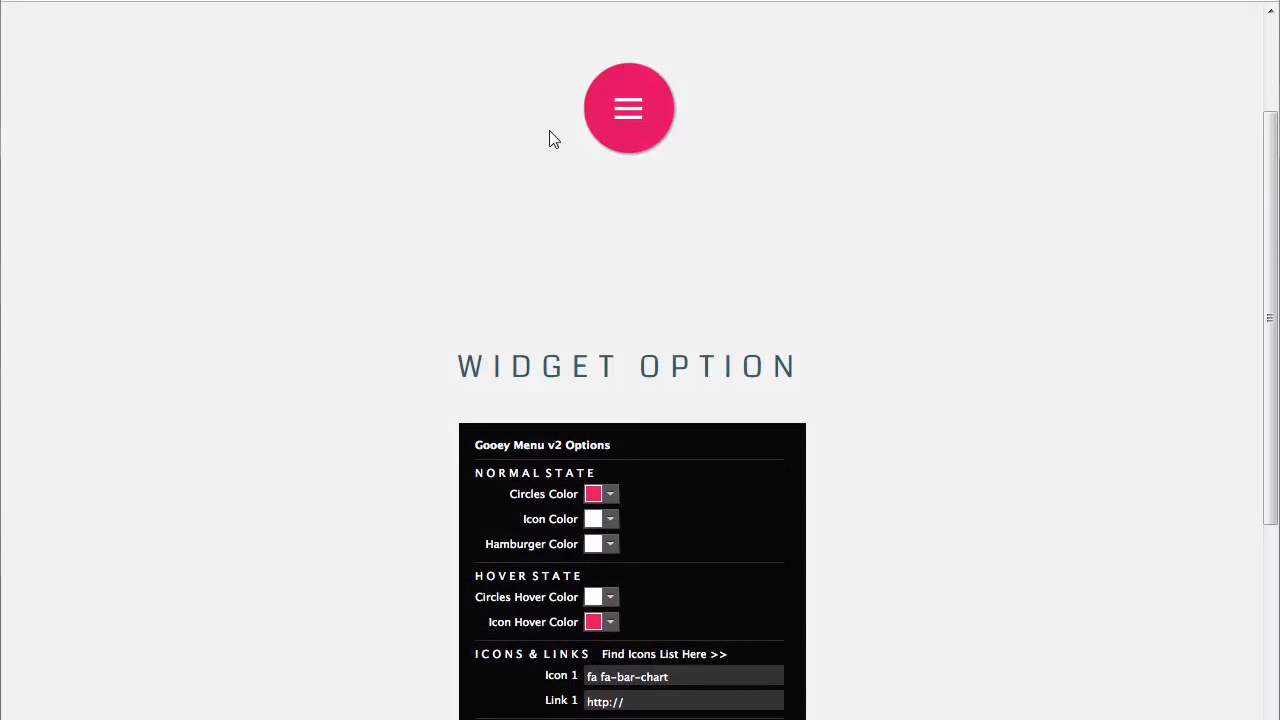 WIDGET OPTION
Gooey Menu v2 Options
NORMAL STATE
Circles Color
Icon Color
Hamburger Color
HOVER STATE
Circles Hover Color
Icon Hover Color
ICONS & LINKS Find Icons List Here >>
Icon 1 fa fa-bar-chart
Link 1 http://